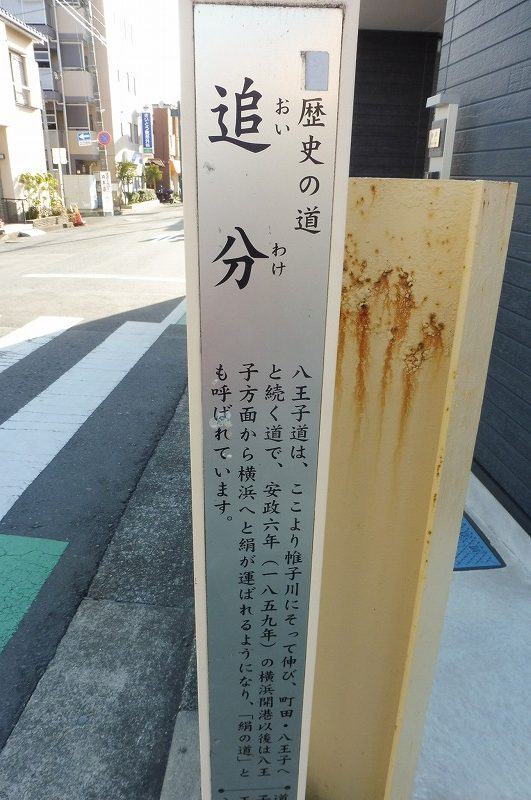 歴史の道
追分
おい
わけ
八王子道は、ここより帷子川にそって伸び、町田・八王子へ
と続く道で、安政六年（一八五九年）の横浜開港以後は八王
子方面から横浜へと絹が運ばれるようになり、「絹の道」と
も呼ばれています。